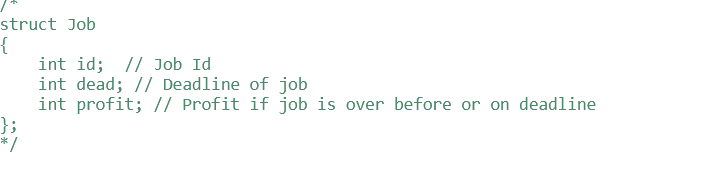 /*
struct Job
{
    int id;  // Job Id
    int dead; // Deadline of job
    int profit; // Profit if job is over before or on deadline
};
*/